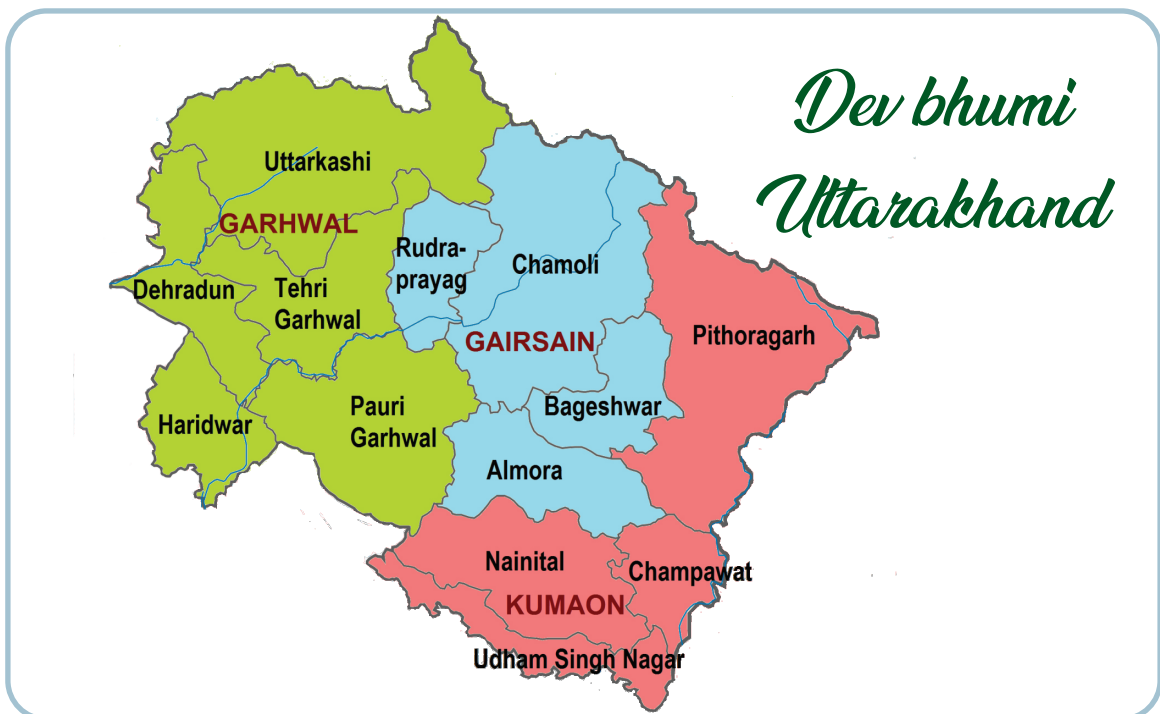 Dev bhumi
Uttarakhand
Uttarkashi
GARHWAL
Rudra-
prayag
Chamoli
Dehradun
Tehri
Garhwal
GAIRSAIN
Pithoragarh
Haridwar
Pauri
Garhwal
Bageshwar
Almora
Nainital
Champawat
KUMAON
Udham Singh Nagar